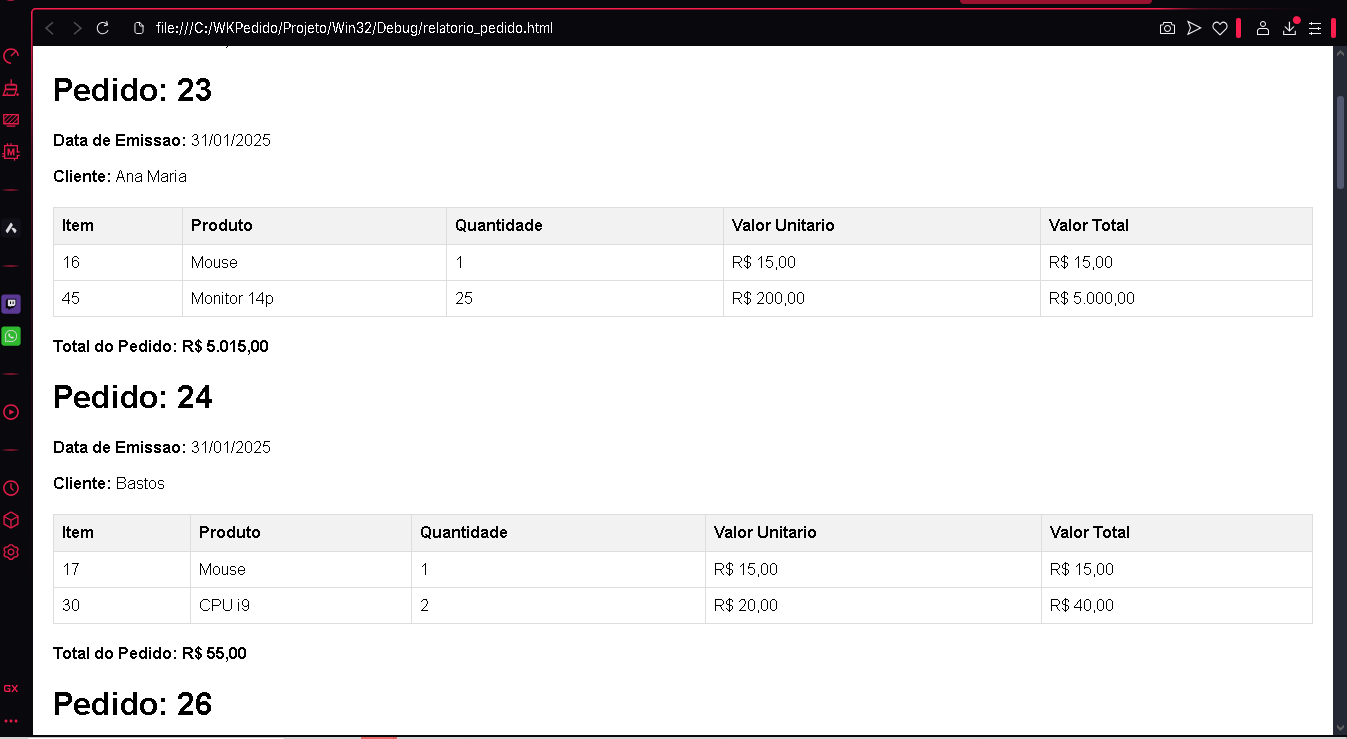 file:///C:/WKPedido/Projeto/Win32/Debug/relatorio_pedido.html
Pedido: 23
Data de Emissao: 31/01/2025
Cliente: Ana Maria
Item Produto Quantidade Valor Unitario Valor Total
16 Mouse 1 R$ 15,00 R$ 15,00
45 Monitor 14p 25 R$ 200,00 R$ 5.000,00
Total do Pedido: R$ 5.015,00
Pedido: 24
Data de Emissao: 31/01/2025
Cliente: Bastos
Item Produto Quantidade Valor Unitario Valor Total
17 Mouse 1 R$ 15,00 R$ 15,00
30 CPU i9 2 R$ 20,00 R$ 40,00
Total do Pedido: R$ 55,00
GX
Pedido: 26